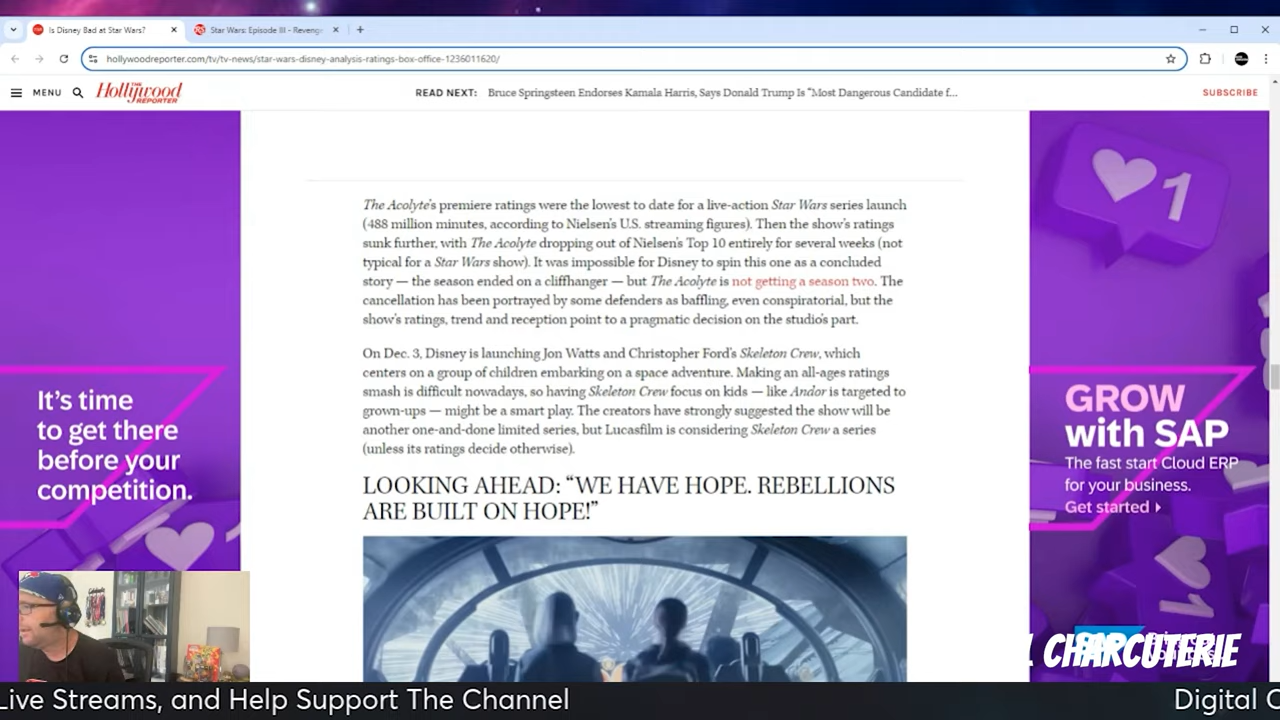 Is Disney Bad at Star Wars?
Star Wars: Episode III - Reveng
hollywoodreporter.com/tv/tv-news/star-wars-disney-analysis-ratings-box-office-1236011620/
MENU
THE Hollywood REPORTER
READ NEXT: Bruce Springsteen Endorses Kamala Harris, Says Donald Trump Is “Most Dangerous Candidate f...
SUBSCRIBE
The Acolyte’s premiere ratings were the lowest to date for a live-action Star Wars series launch
(488 million minutes, according to Nielsen’s U.S. streaming figures). Then the show’s ratings
sunk further, with The Acolyte dropping out of Nielsen’s Top 10 entirely for several weeks (not
typical for a Star Wars show). It was impossible for Disney to spin this one as a concluded
story — the season ended on a cliffhanger — but The Acolyte is not getting a season two. The
cancellation has been portrayed by some defenders as baffling, even conspiratorial, but the
show’s ratings, trend and reception point to a pragmatic decision on the studio’s part.
On Dec. 3, Disney is launching Jon Watts and Christopher Ford’s Skeleton Crew, which
centers on a group of children embarking on a space adventure. Making an all-ages ratings
smash is difficult nowadays, so having Skeleton Crew focus on kids — like Andor is targeted to
grown-ups — might be a smart play. The creators have strongly suggested the show will be
another one-and-done limited series, but Lucasfilm is considering Skeleton Crew a series
(unless its ratings decide otherwise).
LOOKING AHEAD: “WE HAVE HOPE. REBELLIONS
ARE BUILT ON HOPE!”
It’s time
to get there
before your
competition.
1
GROW
with SAP
The fast start Cloud ERP
for your business.
Get started
L CHARCUTERIE
Live Streams, and Help Support The Channel
Digital C